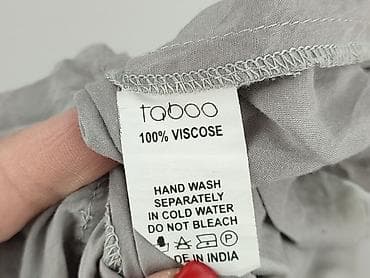 taboo
100% VISCOSE
HAND WASH
SEPARATELY
IN COLD WATER
DO NOT BLEACH
P
MADE IN INDIA